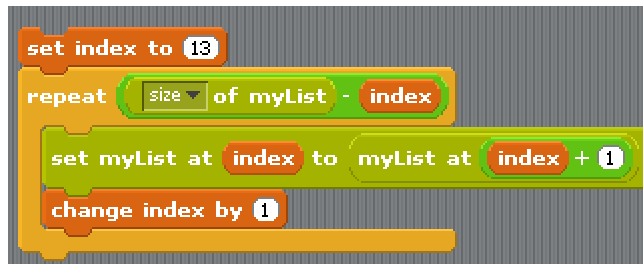 set index to 13
repeat size of myList - index
set myList at index to myList at index + 1
change index by 1